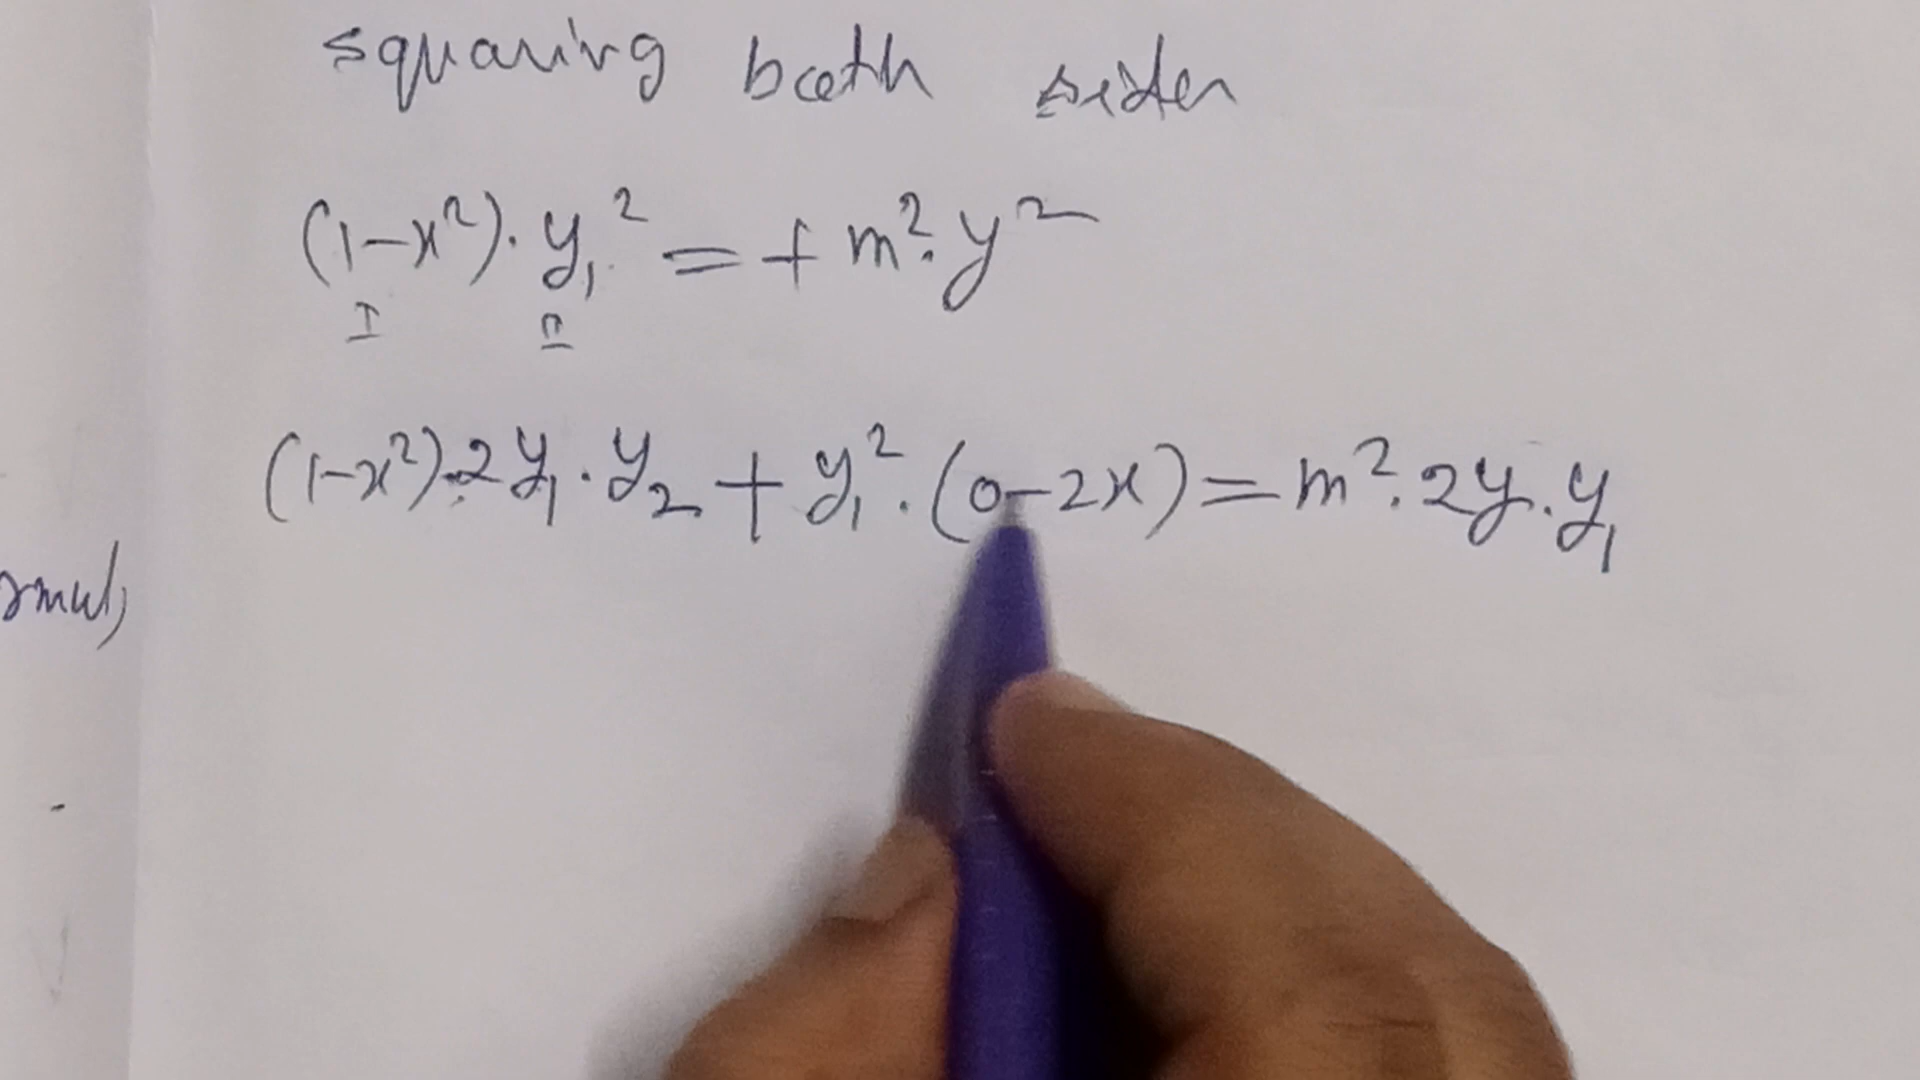 squaring both sides
(1-x²). y₁² = + m². y²
I II
(1-x²).2y₁.y₂ + y₁².(0-2x) = m².2y.y₁